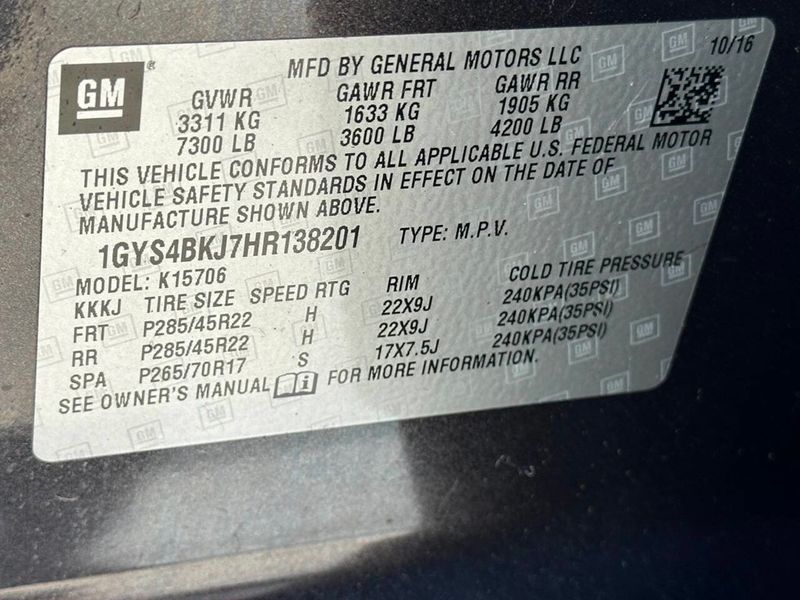 GM
®
MFD BY GENERAL MOTORS LLC
10/16
GVWR GAWR FRT GAWR RR
3311 KG 1633 KG 1905 KG
7300 LB 3600 LB 4200 LB
THIS VEHICLE CONFORMS TO ALL APPLICABLE U.S. FEDERAL MOTOR
VEHICLE SAFETY STANDARDS IN EFFECT ON THE DATE OF
MANUFACTURE SHOWN ABOVE.
1GYS4BKJ7HR138201 TYPE: M.P.V.
MODEL: K15706
KKKJ TIRE SIZE SPEED RTG RIM COLD TIRE PRESSURE
FRT P285/45R22 H 22X9J 240KPA(35PSI)
RR P285/45R22 H 22X9J 240KPA(35PSI)
SPA P265/70R17 S 17X7.5J 240KPA(35PSI)
SEE OWNER'S MANUAL FOR MORE INFORMATION.